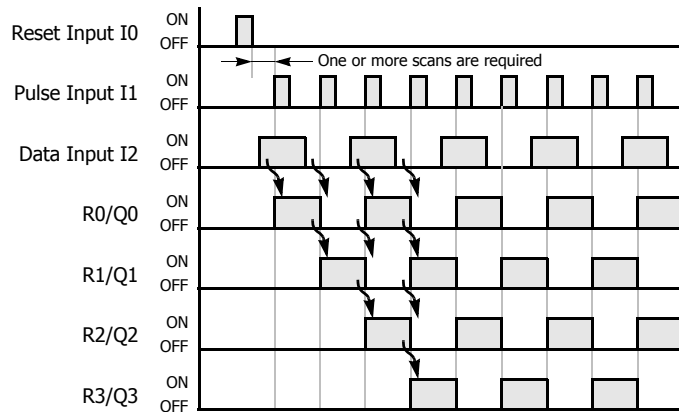 Reset Input I0
ON
OFF
One or more scans are required
Pulse Input I1
ON
OFF
Data Input I2
ON
OFF
R0/Q0
ON
OFF
R1/Q1
ON
OFF
R2/Q2
ON
OFF
R3/Q3
ON
OFF